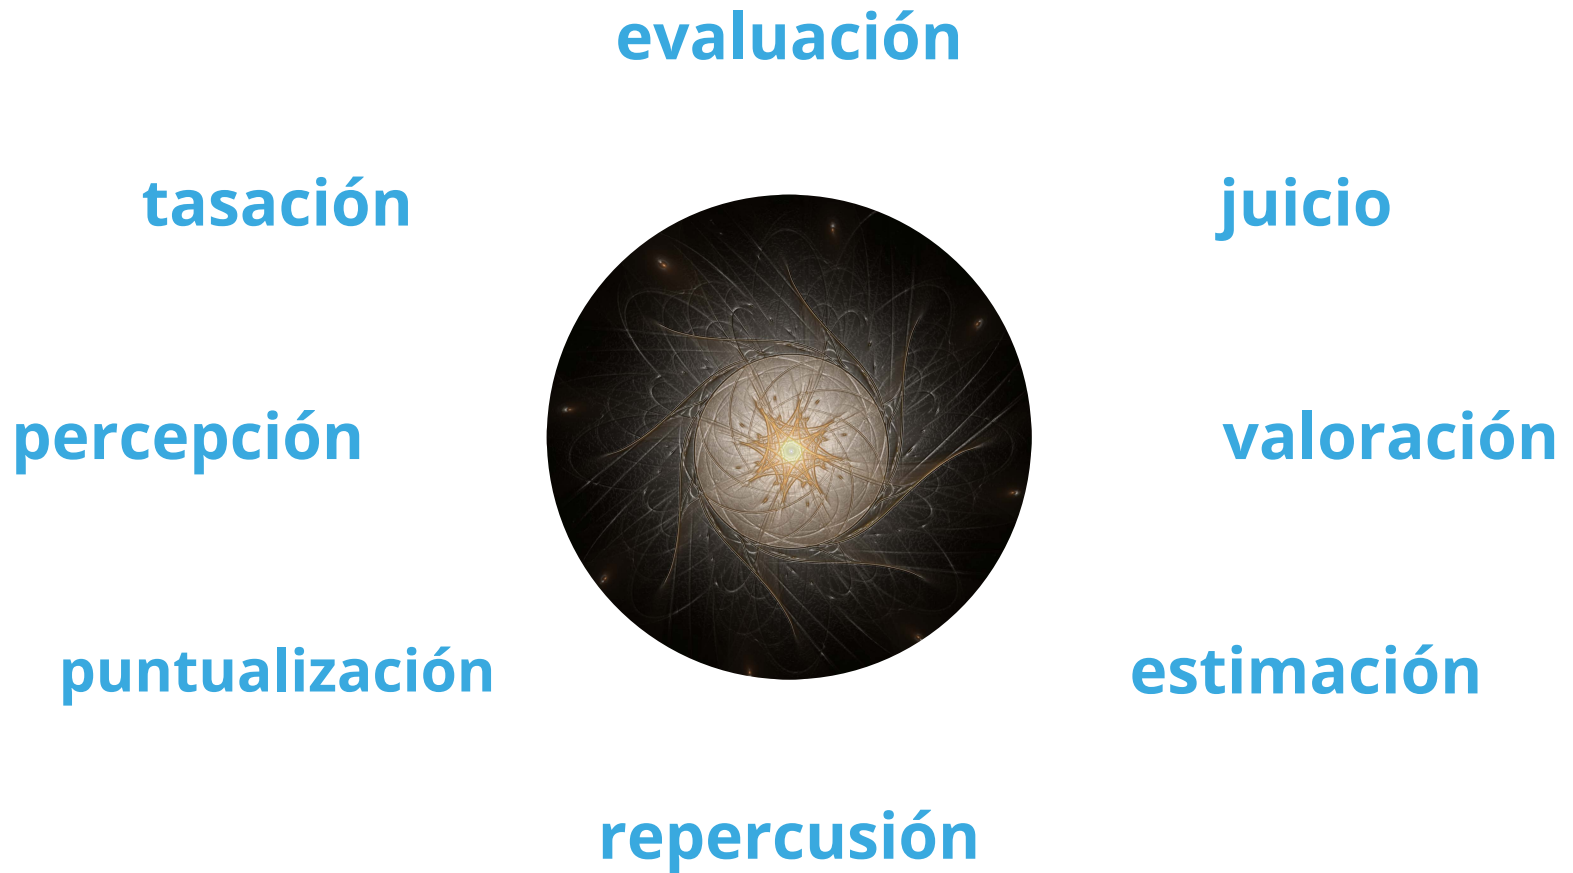 evaluación
tasación
juicio
percepción
valoración
puntualización
estimación
repercusión